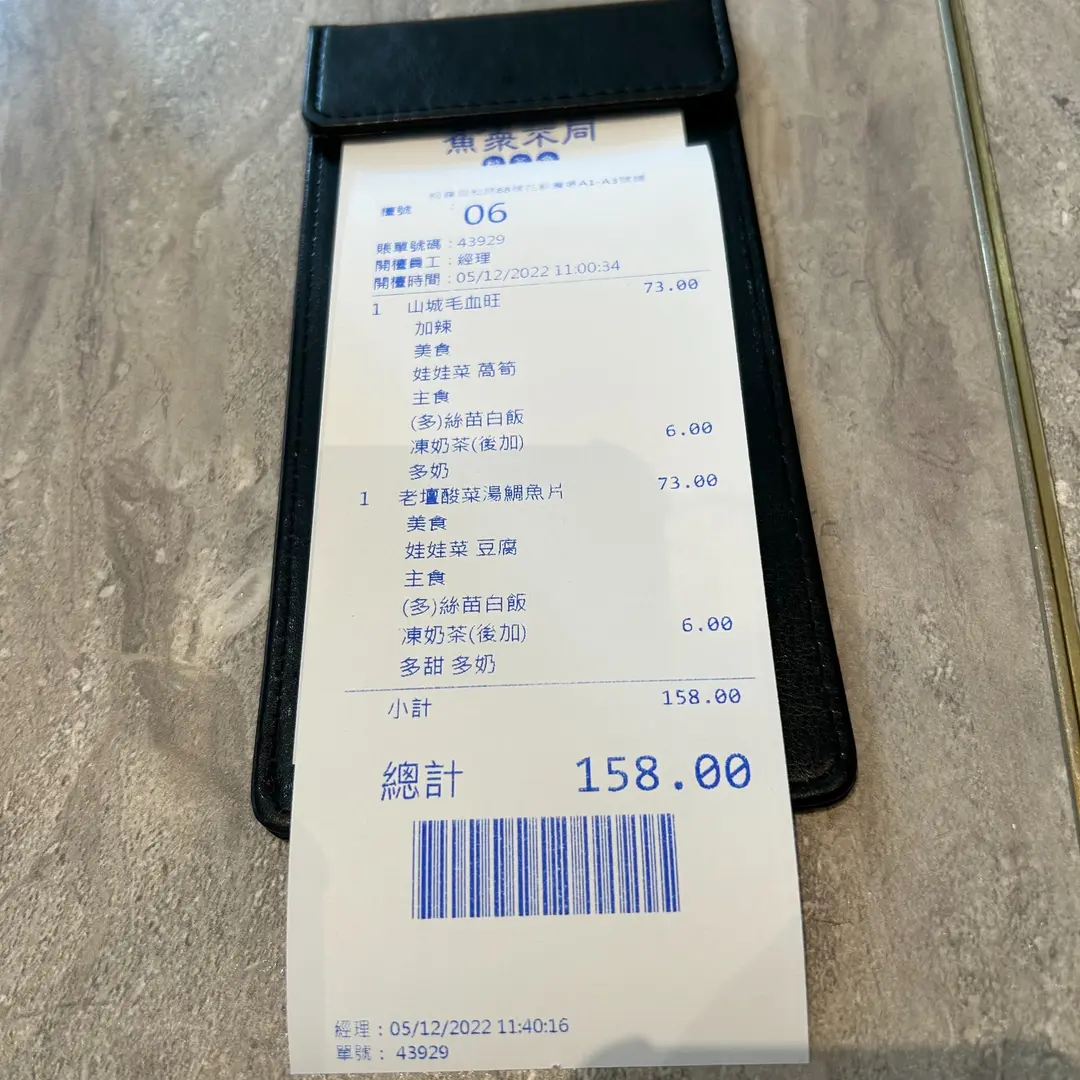 魚粢來同
檯號 : 06
賬單號碼 : 43929
開檯員工 : 經理
開檯時間 : 05/12/2022 11:00:34
1 山城毛血旺 73.00
加辣
美食
娃娃菜 萵筍
主食
(多)絲苗白飯
凍奶茶(後加) 6.00
多奶
1 老壇酸菜湯鯛魚片 73.00
美食
娃娃菜 豆腐
主食
(多)絲苗白飯
凍奶茶(後加) 6.00
多甜 多奶
小計 158.00
總計 158.00
經理 : 05/12/2022 11:40:16
單號 : 43929